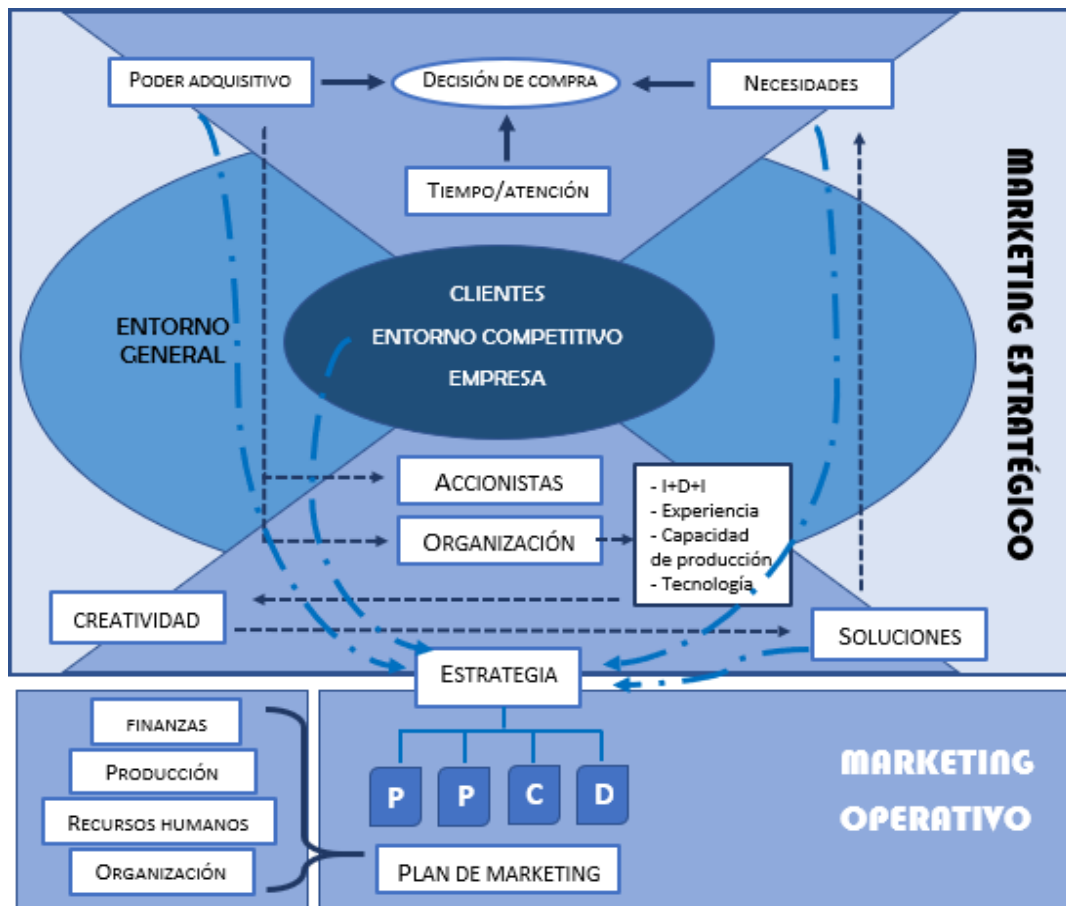 PODER ADQUISITIVO
DECISIÓN DE COMPRA
NECESIDADES
TIEMPO/ATENCIÓN
MARKETING ESTRATÉGICO
ENTORNO
GENERAL
CLIENTES
ENTORNO COMPETITIVO
EMPRESA
ACCIONISTAS
ORGANIZACIÓN
- I+D+I
- Experiencia
- Capacidad
de producción
- Tecnología
CREATIVIDAD
SOLUCIONES
ESTRATEGIA
FINANZAS
PRODUCCIÓN
RECURSOS HUMANOS
ORGANIZACIÓN
P
P
C
D
PLAN DE MARKETING
MARKETING
OPERATIVO